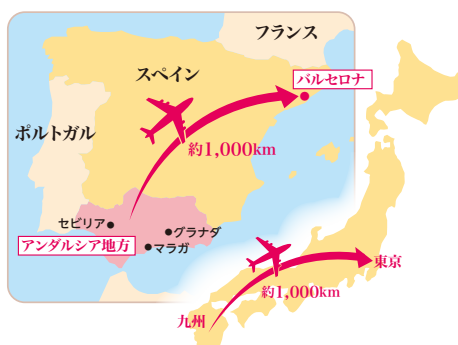 フランス
スペイン
バルセロナ
ポルトガル
約1,000km
セビリア
グラナダ
アンダルシア地方
マラガ
東京
約1,000km
九州